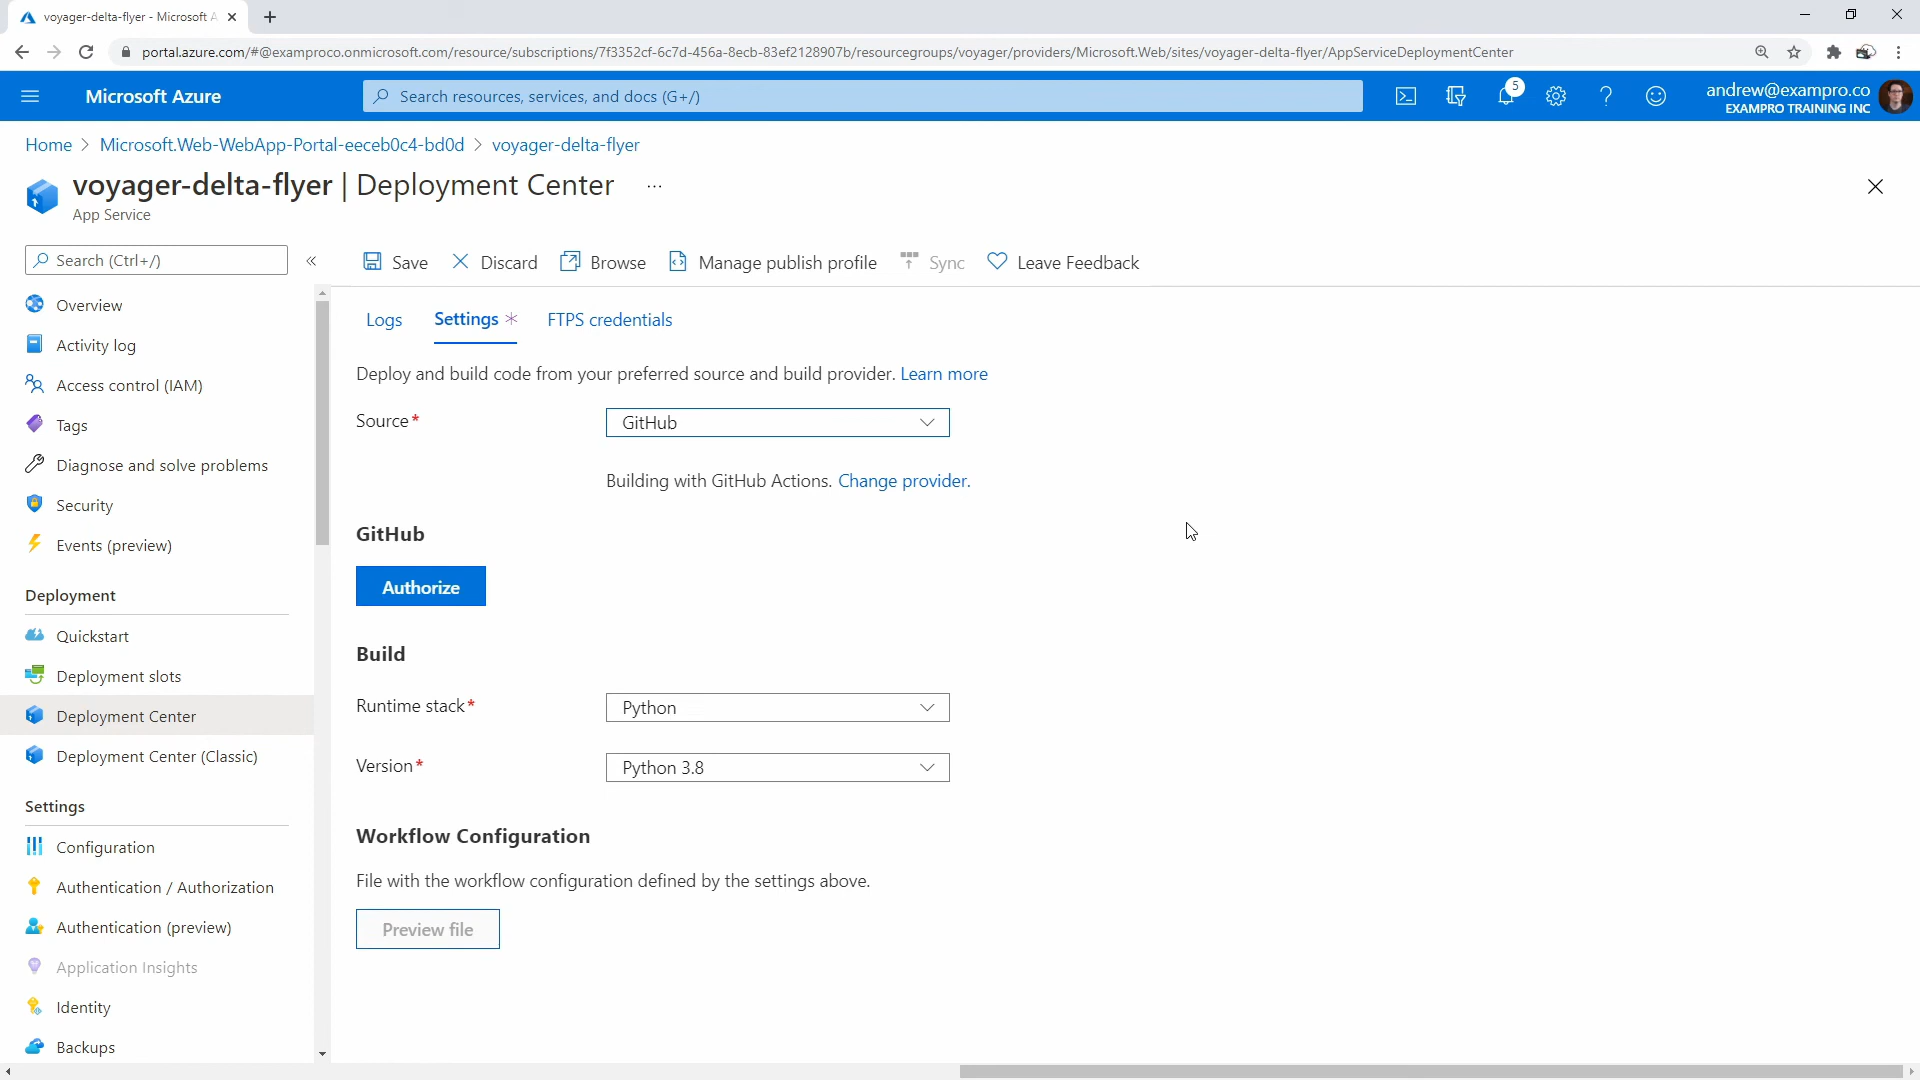 voyager-delta-flyer - Microsoft A
portal.azure.com/#@examproco.onmicrosoft.com/resource/subscriptions/7f3352cf-6c7d-456a-8ecb-83ef2128907b/resourcegroups/voyager/providers/Microsoft.Web/sites/voyager-delta-flyer/AppServiceDeploymentCenter
Microsoft Azure
Search resources, services, and docs (G+/)
5
andrew@exampro.co
EXAMPRO TRAINING INC
Home > Microsoft.Web-WebApp-Portal-eeceb0c4-bd0d > voyager-delta-flyer
voyager-delta-flyer | Deployment Center ...
App Service
Search (Ctrl+/)
«
Save
Discard
Browse
Manage publish profile
Sync
Leave Feedback
Overview
Activity log
Access control (IAM)
Tags
Diagnose and solve problems
Security
Events (preview)
Deployment
Quickstart
Deployment slots
Deployment Center
Deployment Center (Classic)
Settings
Configuration
Authentication / Authorization
Authentication (preview)
Application Insights
Identity
Backups
Logs
Settings *
FTPS credentials
Deploy and build code from your preferred source and build provider. Learn more
Source*
GitHub
Building with GitHub Actions. Change provider.
GitHub
Authorize
Build
Runtime stack*
Python
Version*
Python 3.8
Workflow Configuration
File with the workflow configuration defined by the settings above.
Preview file